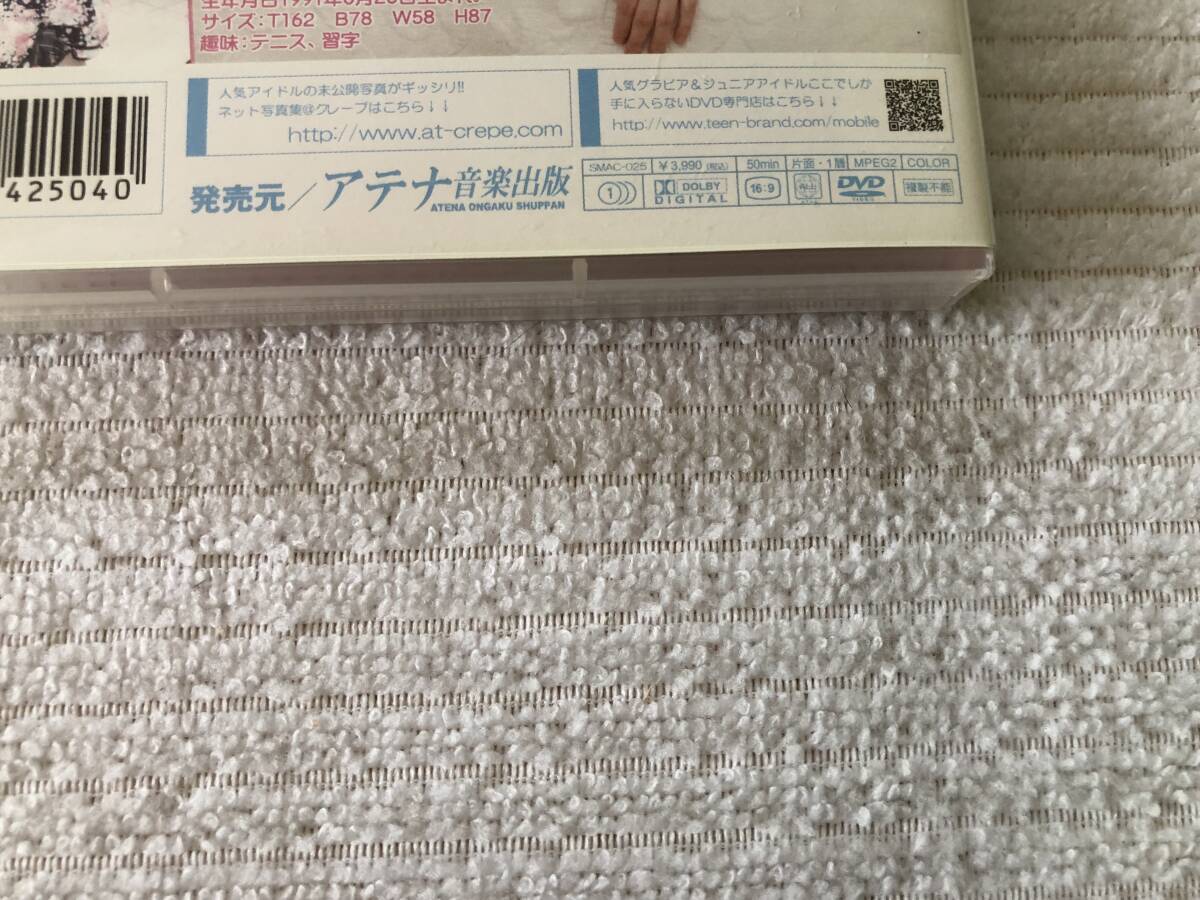 サイズ:T162 B78 W58 H87
趣味:テニス、習字
人気アイドルの未公開写真がギッシリ!!
ネット写真集@クレープはこちら↓↓
http://www.at-crepe.com
人気グラビア&ジュニアアイドルここでしか
手に入らないDVD専門店はこちら↓↓
http://www.teen-brand.com/mobile
425040
発売元/アテナ音楽出版
ATENA ONGAKU SHUPPAN
SMAC-025 ¥3,990(税込) 50min 片面・1層 MPEG2 COLOR
1 DOLBY DIGITAL 16:9 DVD VIDEO 複製不能